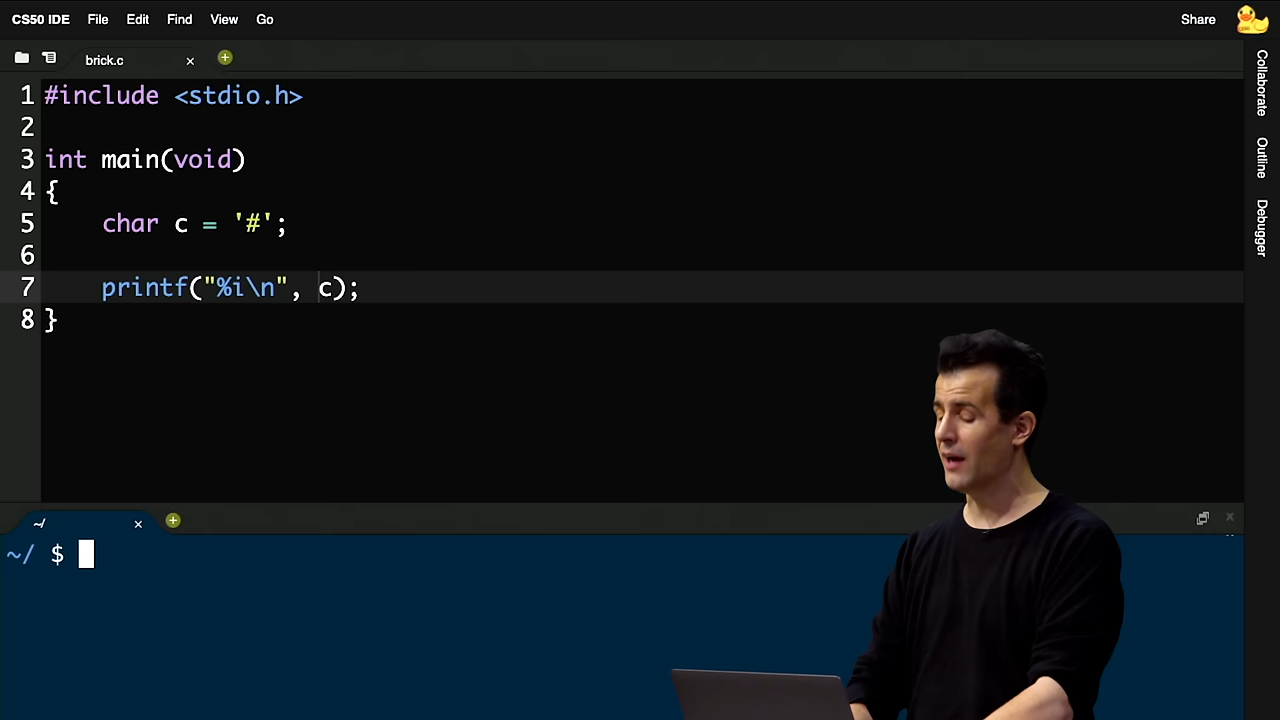 CS50 IDE File Edit Find View Go Share
brick.c
1 #include <stdio.h>
2
3 int main(void)
4 {
5     char c = '#';
6
7     printf("%i\n", c);
8 }
~/
~/ $
Collaborate
Outline
Debugger